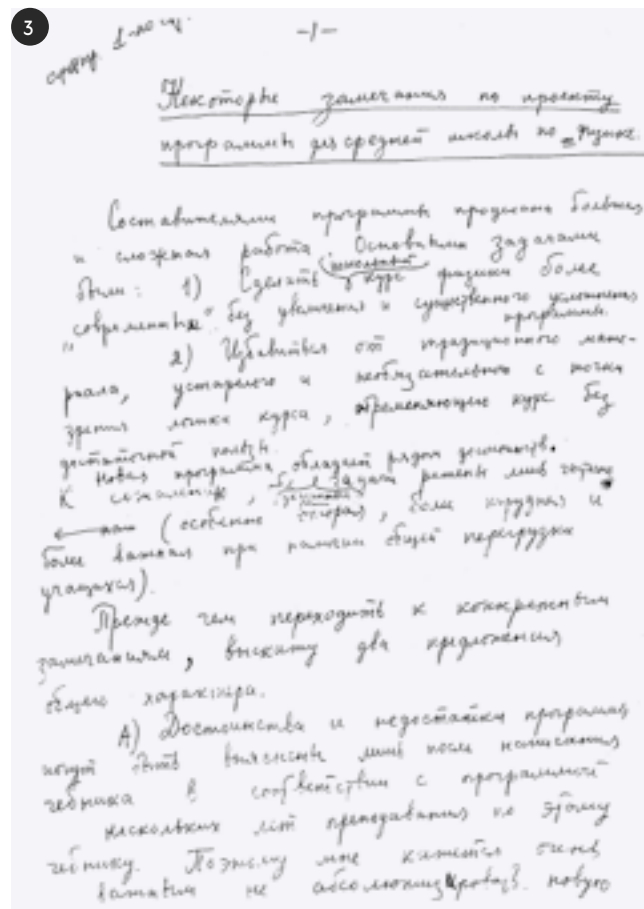 3
-1-
Некоторые замечания по проекту
программы для средней школы по физике.
Составителями программы проделана большая
и сложная работа. Основными задачами
были: 1) Сделать школьный курс физики более
"современным" без увеличения и существенного усложнения
программы.
2) Избавиться от традиционного мате-
риала, устарелого и необязательного с точки
зрения логики курса, обременяющего курс без
достаточной пользы.
Новая программа обладает рядом достоинств.
К сожалению, обе задачи решены лишь
(особенно вторая, более трудная и
более важная при наличии общей перегрузки
учащихся).
Прежде чем переходить к конкретным
замечаниям, выскажу два предложения
общего характера.
А) Достоинства и недостатки программы
могут быть выяснены лишь после написания
чебника в соответствии с программой
нескольких лет преподавания по этому
чебнику. Поэтому мне кажется очень
важным не абсолютизировать новую